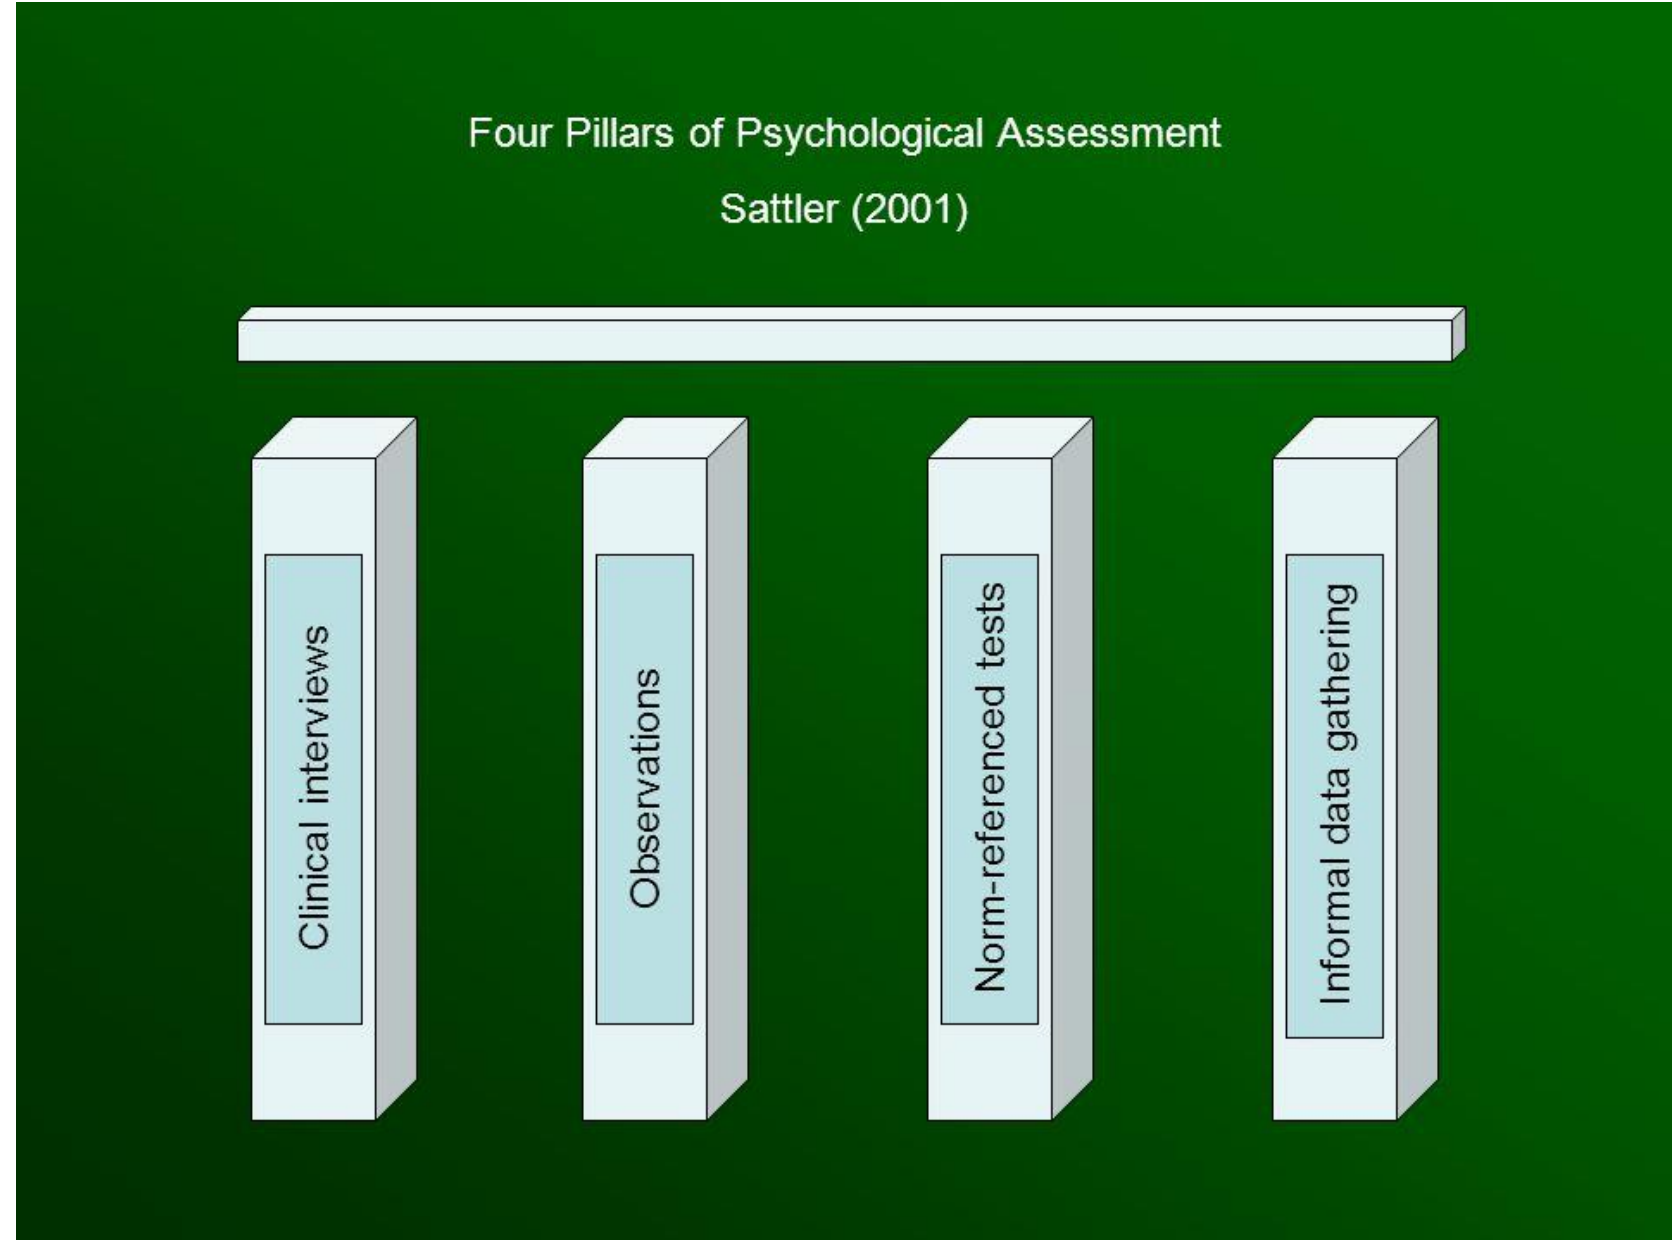 Four Pillars of Psychological Assessment
Sattler (2001)
Clinical interviews
Observations
Norm-referenced tests
Informal data gathering